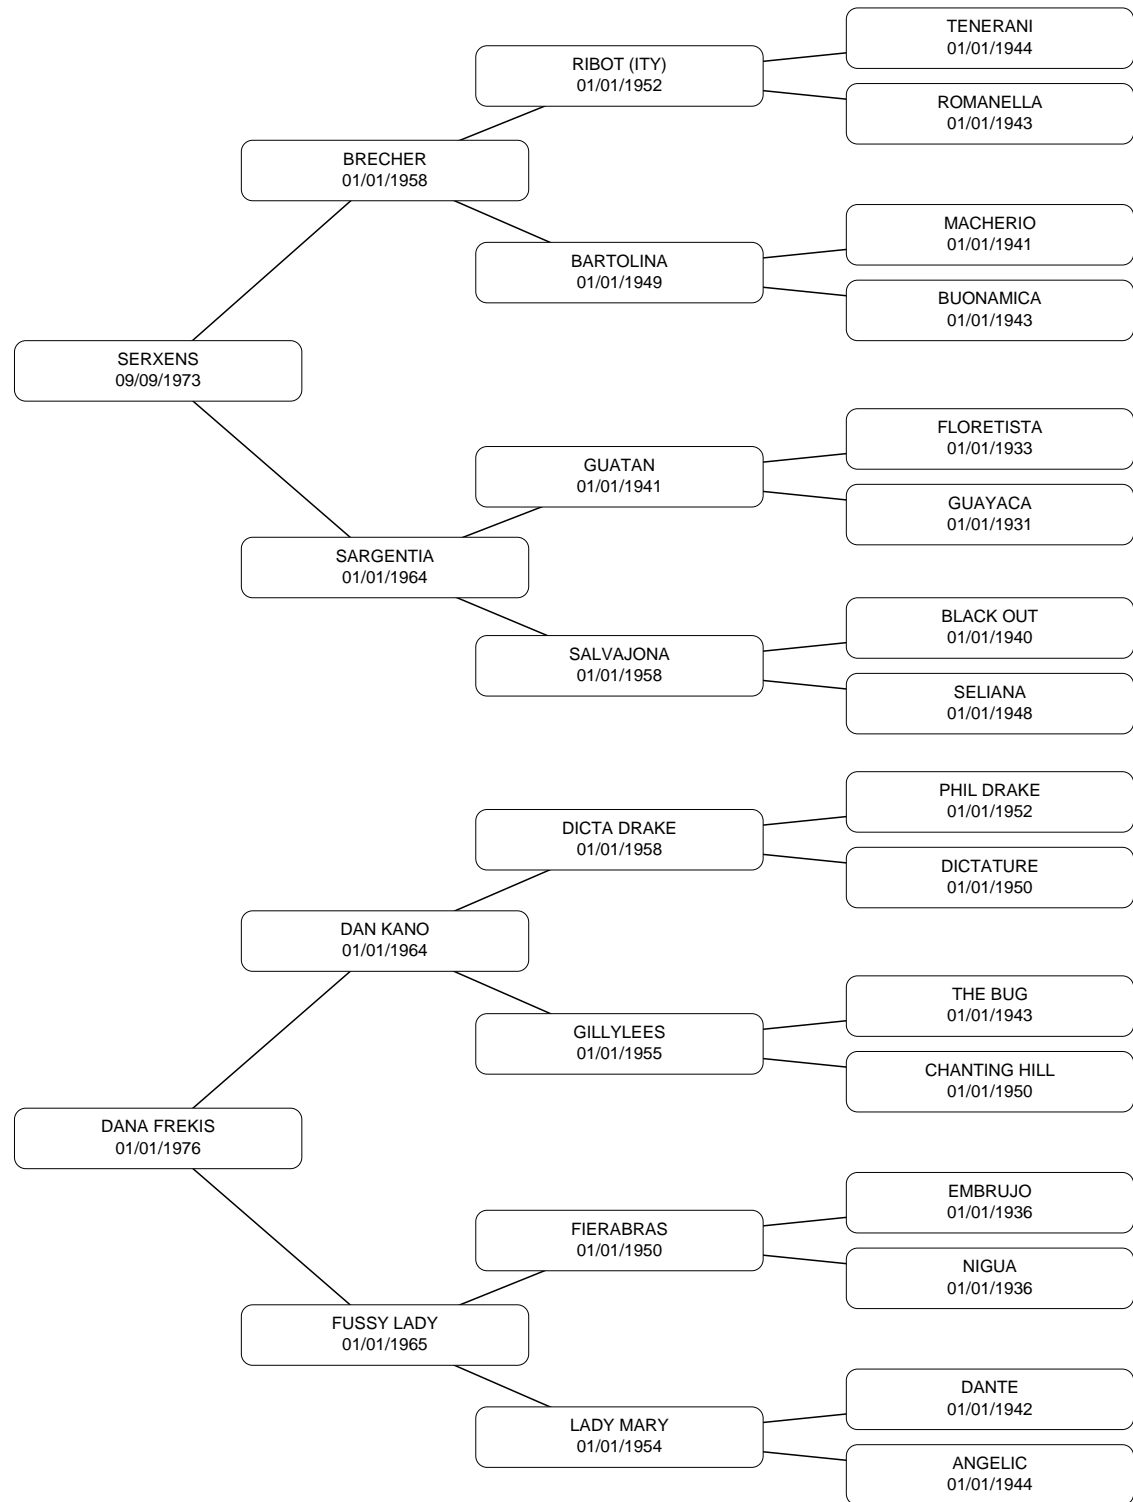 TENERANI
01/01/1944
RIBOT (ITY)
01/01/1952
ROMANELLA
01/01/1943
BRECHER
01/01/1958
MACHERIO
01/01/1941
BARTOLINA
01/01/1949
BUONAMICA
01/01/1943
SERXENS
09/09/1973
FLORETISTA
01/01/1933
GUATAN
01/01/1941
GUAYACA
01/01/1931
SARGENTIA
01/01/1964
BLACK OUT
01/01/1940
SALVAJONA
01/01/1958
SELIANA
01/01/1948
PHIL DRAKE
01/01/1952
DICTA DRAKE
01/01/1958
DICTATURE
01/01/1950
DAN KANO
01/01/1964
THE BUG
01/01/1943
GILLYLEES
01/01/1955
CHANTING HILL
01/01/1950
DANA FREKIS
01/01/1976
EMBRUJO
01/01/1936
FIERABRAS
01/01/1950
NIGUA
01/01/1936
FUSSY LADY
01/01/1965
DANTE
01/01/1942
LADY MARY
01/01/1954
ANGELIC
01/01/1944